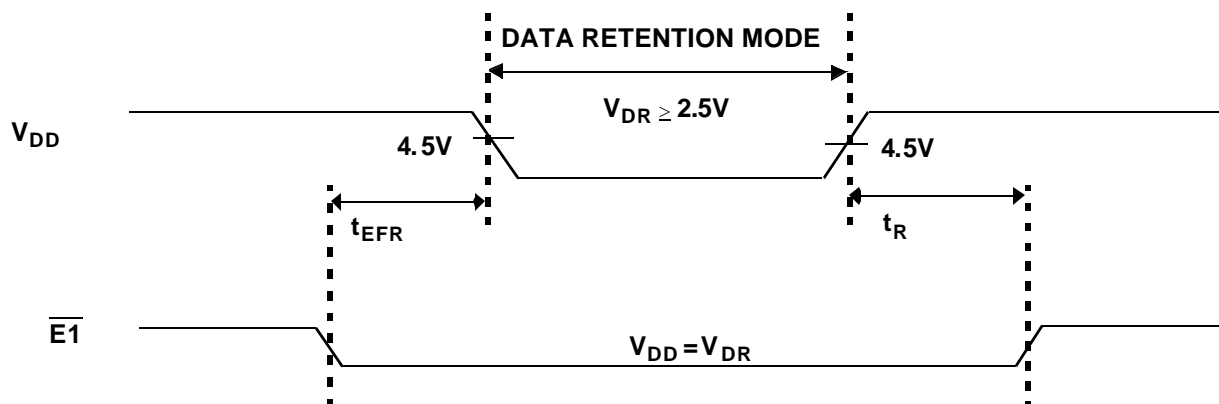 DATA RETENTION MODE
V_DR ≥ 2.5V
V_DD
4.5V
4.5V
t_EFR
t_R
E1̅
V_DD = V_DR